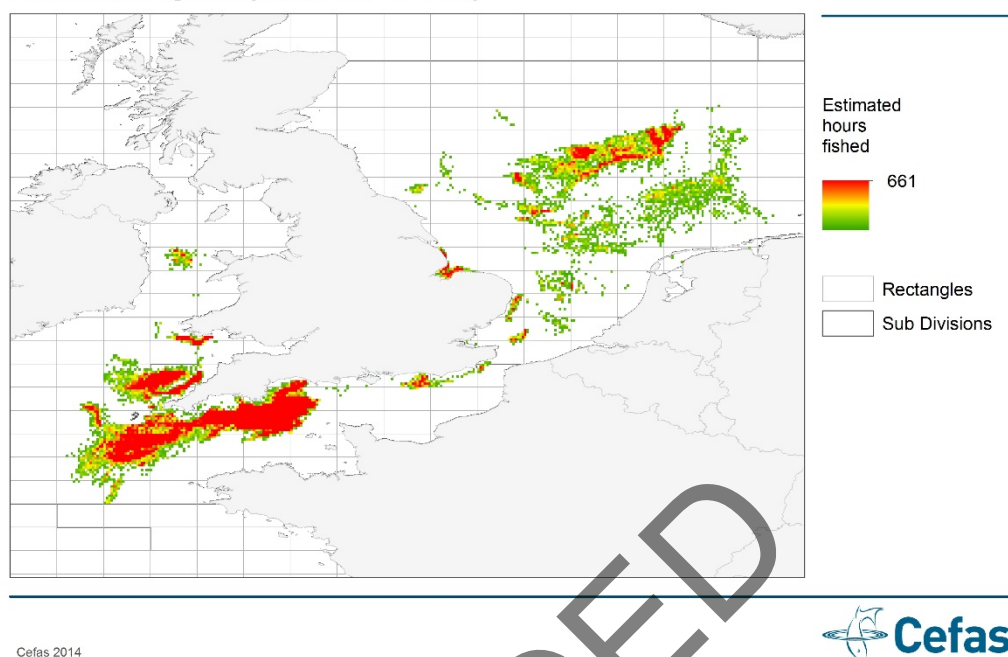 Estimated
hours
fished
661
Rectangles
Sub Divisions
Cefas 2014
Cefas